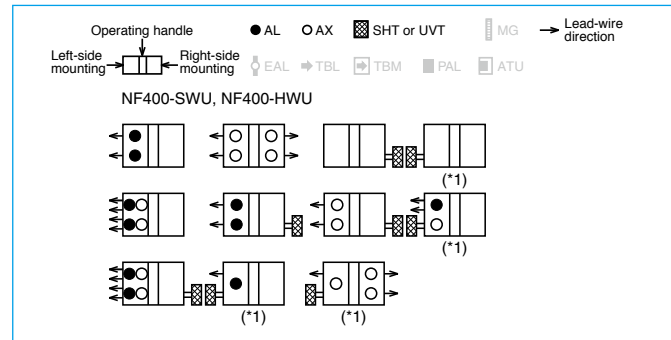 Operating handle
AL AX SHT or UVT MG Lead-wire direction
Left-side mounting Right-side mounting
EAL TBL TBM PAL ATU
NF400-SWU, NF400-HWU
(*1)
(*1)
(*1) (*1)